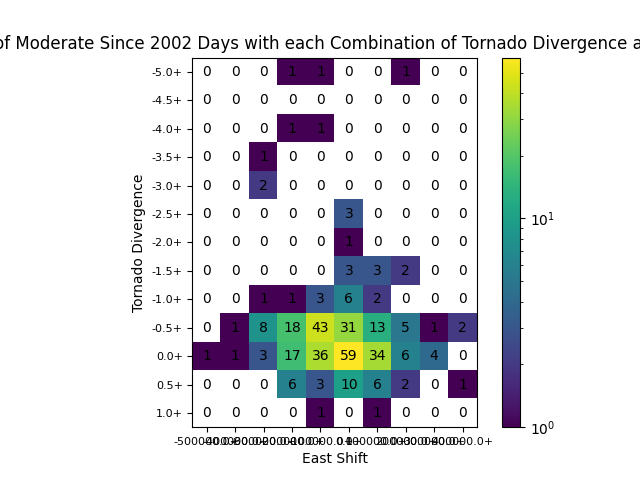 of Moderate Since 2002 Days with each Combination of Tornado Divergence a
-5.0+ 0 0 0 1 1 0 0 1 0 0
-4.5+ 0 0 0 0 0 0 0 0 0 0
-4.0+ 0 0 0 1 1 0 0 0 0 0
-3.5+ 0 0 1 0 0 0 0 0 0 0
-3.0+ 0 0 2 0 0 0 0 0 0 0
-2.5+ 0 0 0 0 0 3 0 0 0 0
-2.0+ 0 0 0 0 0 1 0 0 0 0
-1.5+ 0 0 0 0 0 3 3 2 0 0
-1.0+ 0 0 1 1 3 6 2 0 0 0
-0.5+ 0 1 8 18 43 31 13 5 1 2
0.0+ 1 1 3 17 36 59 34 6 4 0
0.5+ 0 0 0 6 3 10 6 2 0 1
1.0+ 0 0 0 0 1 0 1 0 0 0
East Shift
Tornado Divergence
10¹
10⁰